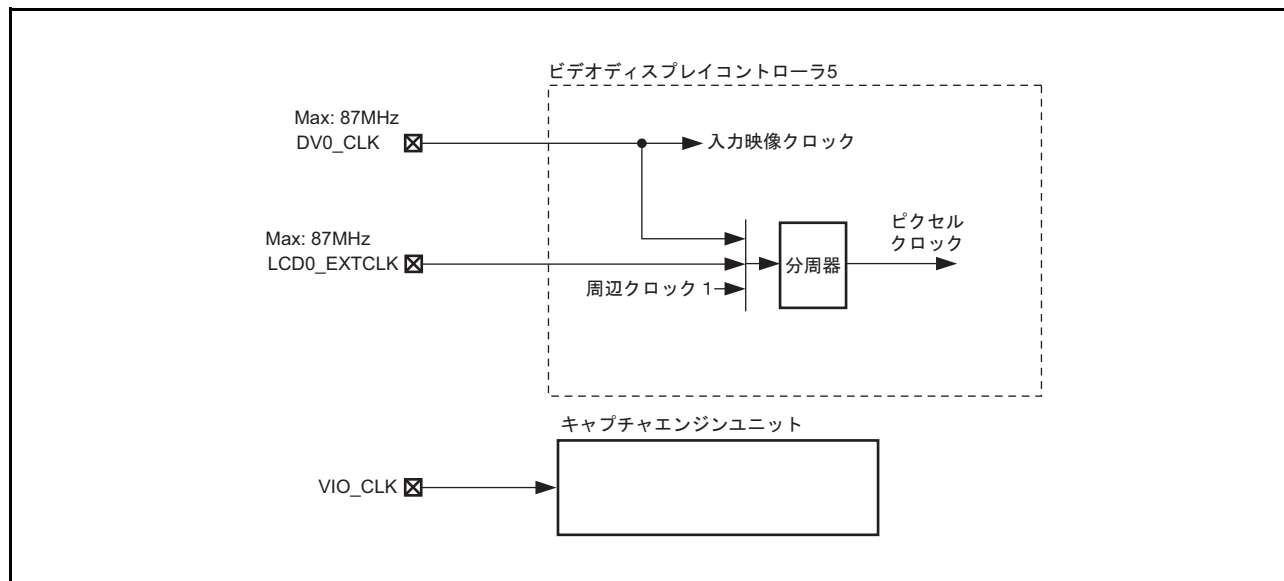 ビデオディスプレイコントローラ5
Max: 87MHz
DV0_CLK
入力映像クロック
Max: 87MHz
LCD0_EXTCLK
周辺クロック 1
分周器
ピクセル
クロック
キャプチャエンジンユニット
VIO_CLK